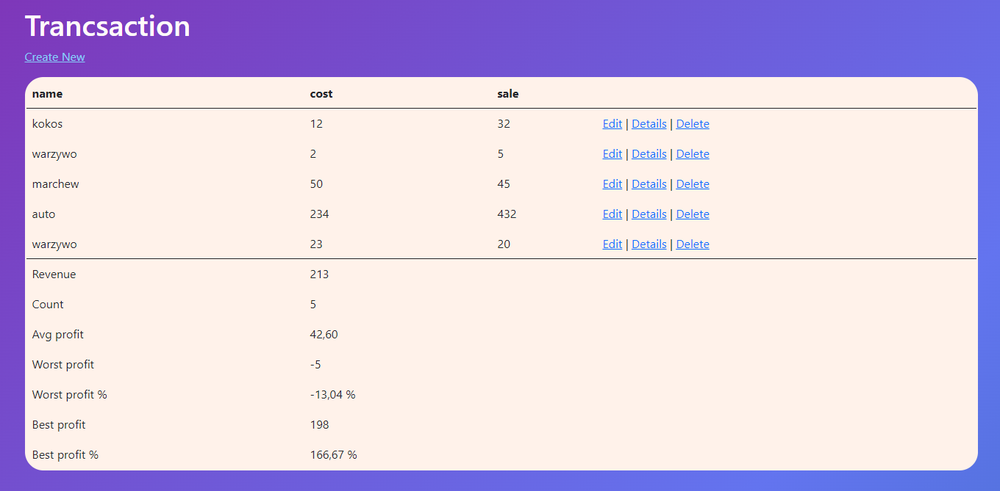 Trancsaction
Create New
name cost sale
kokos 12 32 Edit | Details | Delete
warzywo 2 5 Edit | Details | Delete
marchew 50 45 Edit | Details | Delete
auto 234 432 Edit | Details | Delete
warzywo 23 20 Edit | Details | Delete
Revenue 213
Count 5
Avg profit 42,60
Worst profit -5
Worst profit % -13,04 %
Best profit 198
Best profit % 166,67 %